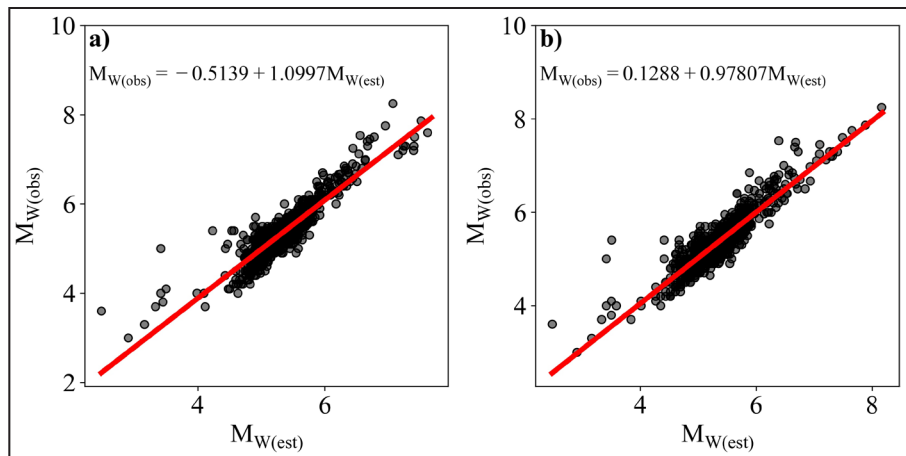 a)
M_W(obs) = −0.5139 + 1.0997M_W(est)
10
8
6
4
2
4
6
M_W(obs)
M_W(est)
b)
M_W(obs) = 0.1288 + 0.97807M_W(est)
10
8
6
4
4
6
8
M_W(obs)
M_W(est)